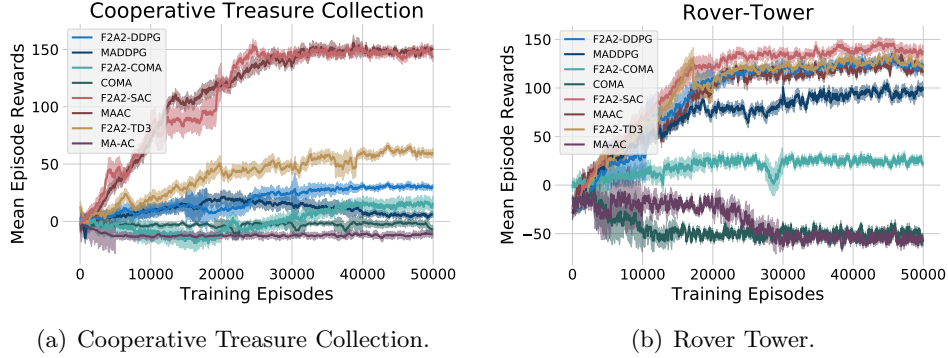 Cooperative Treasure Collection
Mean Episode Rewards
150
100
50
0
F2A2-DDPG
MADDPG
F2A2-COMA
COMA
F2A2-SAC
MAAC
F2A2-TD3
MA-AC
0 10000 20000 30000 40000 50000
Training Episodes
(a) Cooperative Treasure Collection.
Rover-Tower
Mean Episode Rewards
150
100
50
0
−50
F2A2-DDPG
MADDPG
F2A2-COMA
COMA
F2A2-SAC
MAAC
F2A2-TD3
MA-AC
0 10000 20000 30000 40000 50000
Training Episodes
(b) Rover Tower.